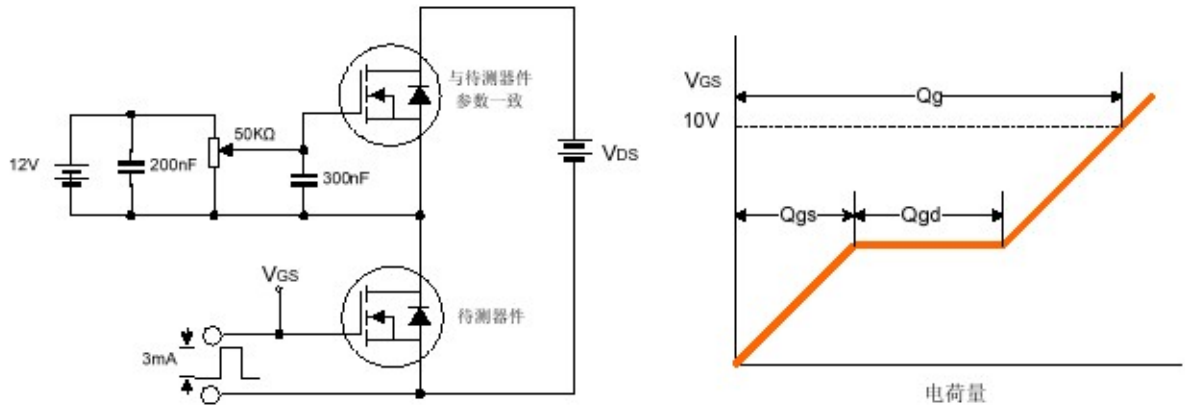 与待测器件
参数一致
50KΩ
12V
200nF
300nF
VDS
VGS
待测器件
3mA
VGS
10V
Qg
Qgs
Qgd
电荷量